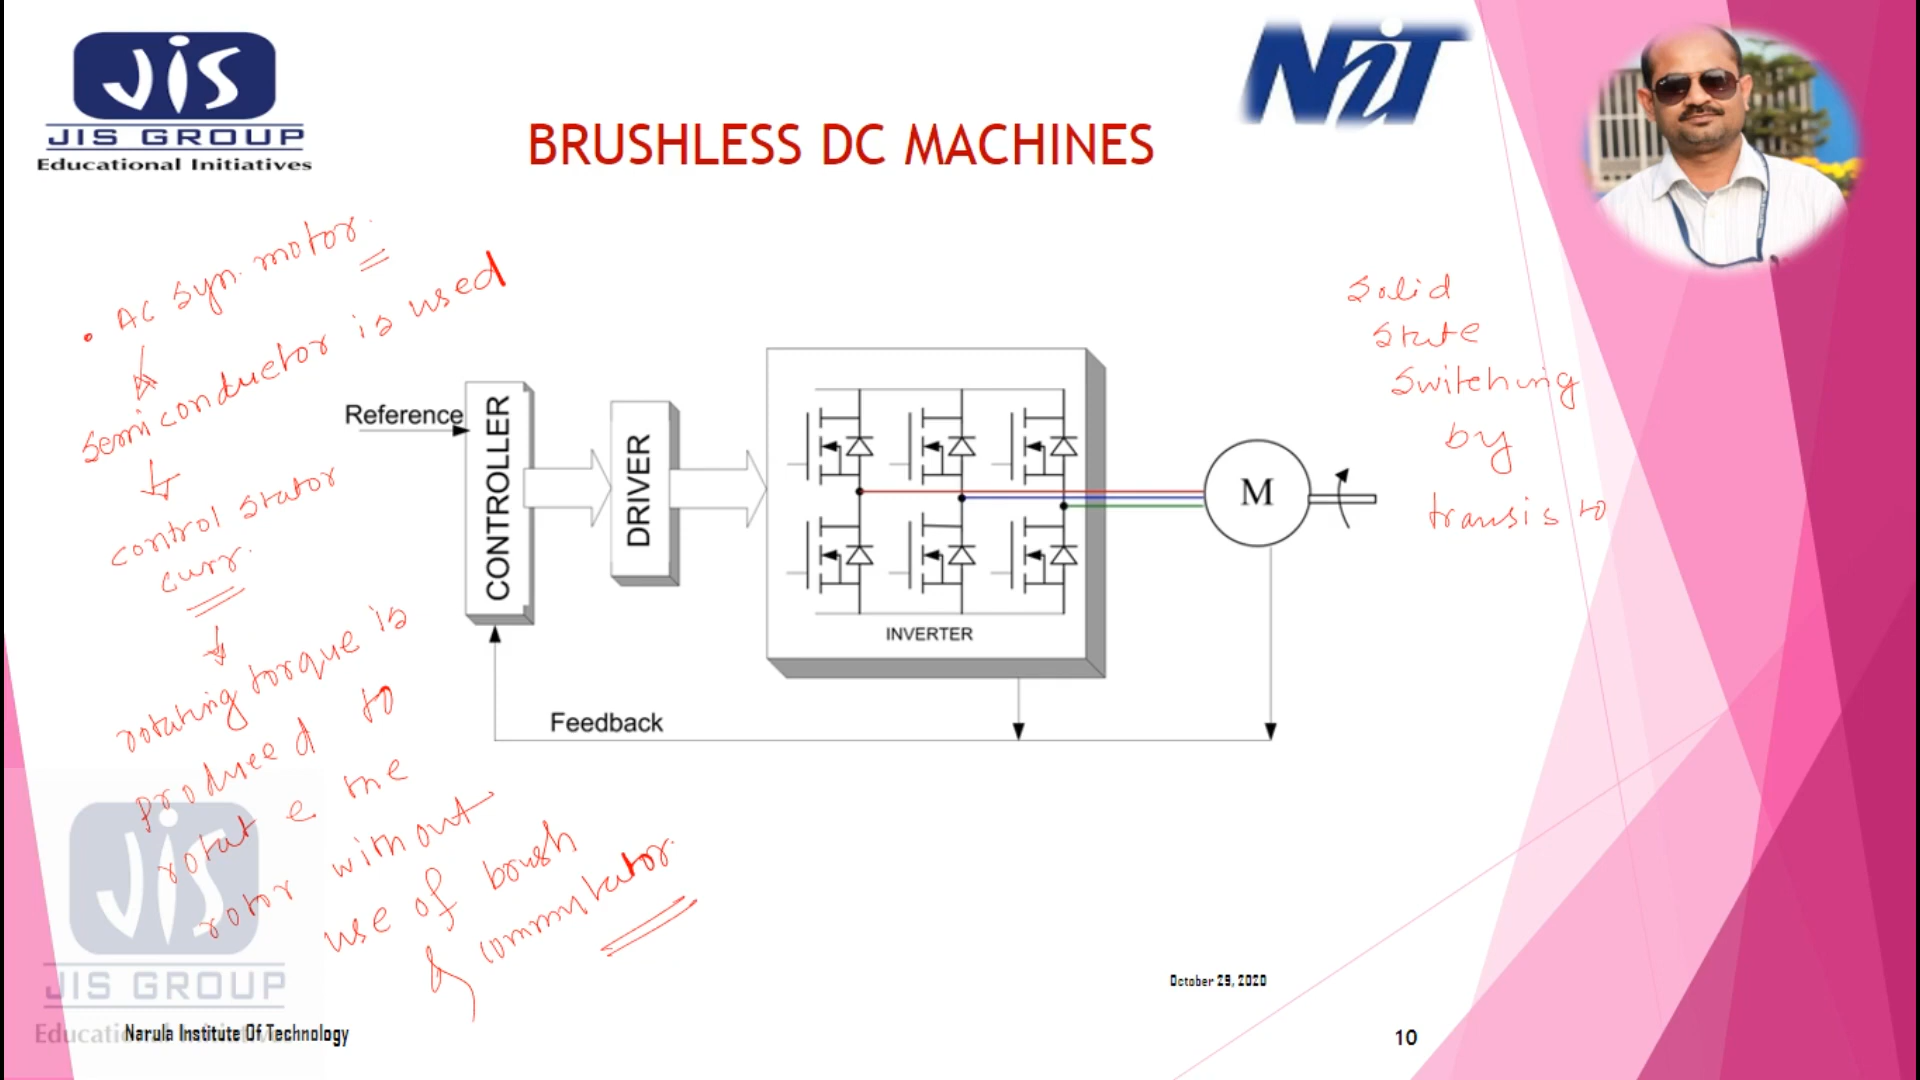 JIS
JIS GROUP
Educational Initiatives
NiT
BRUSHLESS DC MACHINES
• AC Syn. motor.
Semiconductor is used
control stator
curr.
rotating torque is
produced to
rotate the
rotor without
use of brush
& commutator.
Reference
CONTROLLER
DRIVER
INVERTER
M
Feedback
Solid
State
Switching
by
transisto
JIS
JIS GROUP
Narula Institute Of Technology
October 29, 2020
10